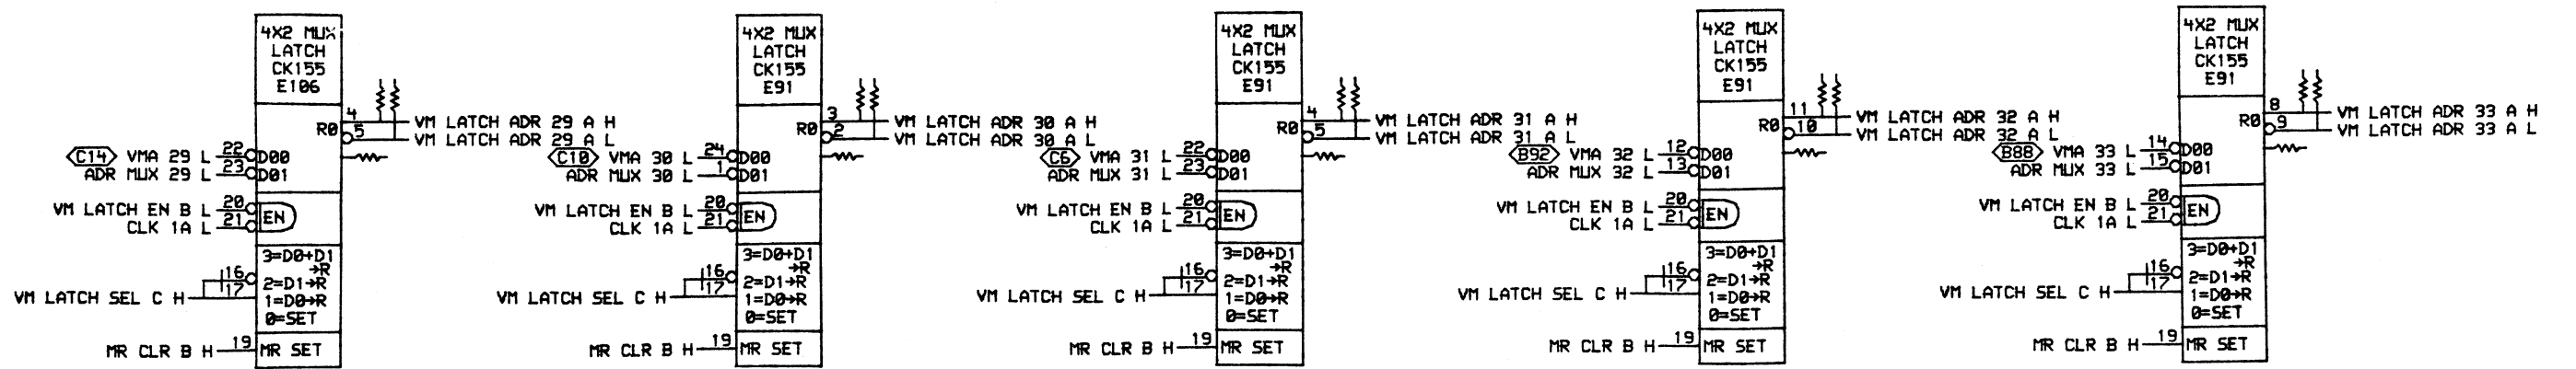 4X2 MUX
LATCH
CK155
E106
4
R0
5
VM LATCH ADR 29 A H
VM LATCH ADR 29 A L
C14 VMA 29 L 22 D00
ADR MUX 29 L 23 D01
VM LATCH EN B L 20
EN
CLK 1A L 21
3=D0+D1
→R
16
2=D1→R
17
VM LATCH SEL C H
1=D0→R
0=SET
MR CLR B H 19 MR SET
4X2 MUX
LATCH
CK155
E91
3
R0
2
VM LATCH ADR 30 A H
VM LATCH ADR 30 A L
C10 VMA 30 L 24 D00
ADR MUX 30 L 1 D01
VM LATCH EN B L 20
EN
CLK 1A L 21
3=D0+D1
→R
16
2=D1→R
17
VM LATCH SEL C H
1=D0→R
0=SET
MR CLR B H 19 MR SET
4X2 MUX
LATCH
CK155
E91
4
R0
5
VM LATCH ADR 31 A H
VM LATCH ADR 31 A L
C6 VMA 31 L 22 D00
ADR MUX 31 L 23 D01
VM LATCH EN B L 20
EN
CLK 1A L 21
3=D0+D1
→R
16
2=D1→R
17
VM LATCH SEL C H
1=D0→R
0=SET
MR CLR B H 19 MR SET
4X2 MUX
LATCH
CK155
E91
11
R0
10
VM LATCH ADR 32 A H
VM LATCH ADR 32 A L
B92 VMA 32 L 12 D00
ADR MUX 32 L 13 D01
VM LATCH EN B L 20
EN
CLK 1A L 21
3=D0+D1
→R
16
2=D1→R
17
VM LATCH SEL C H
1=D0→R
0=SET
MR CLR B H 19 MR SET
4X2 MUX
LATCH
CK155
E91
8
R0
9
VM LATCH ADR 33 A H
VM LATCH ADR 33 A L
B88 VMA 33 L 14 D00
ADR MUX 33 L 15 D01
VM LATCH EN B L 20
EN
CLK 1A L 21
3=D0+D1
→R
16
2=D1→R
17
VM LATCH SEL C H
1=D0→R
0=SET
MR CLR B H 19 MR SET